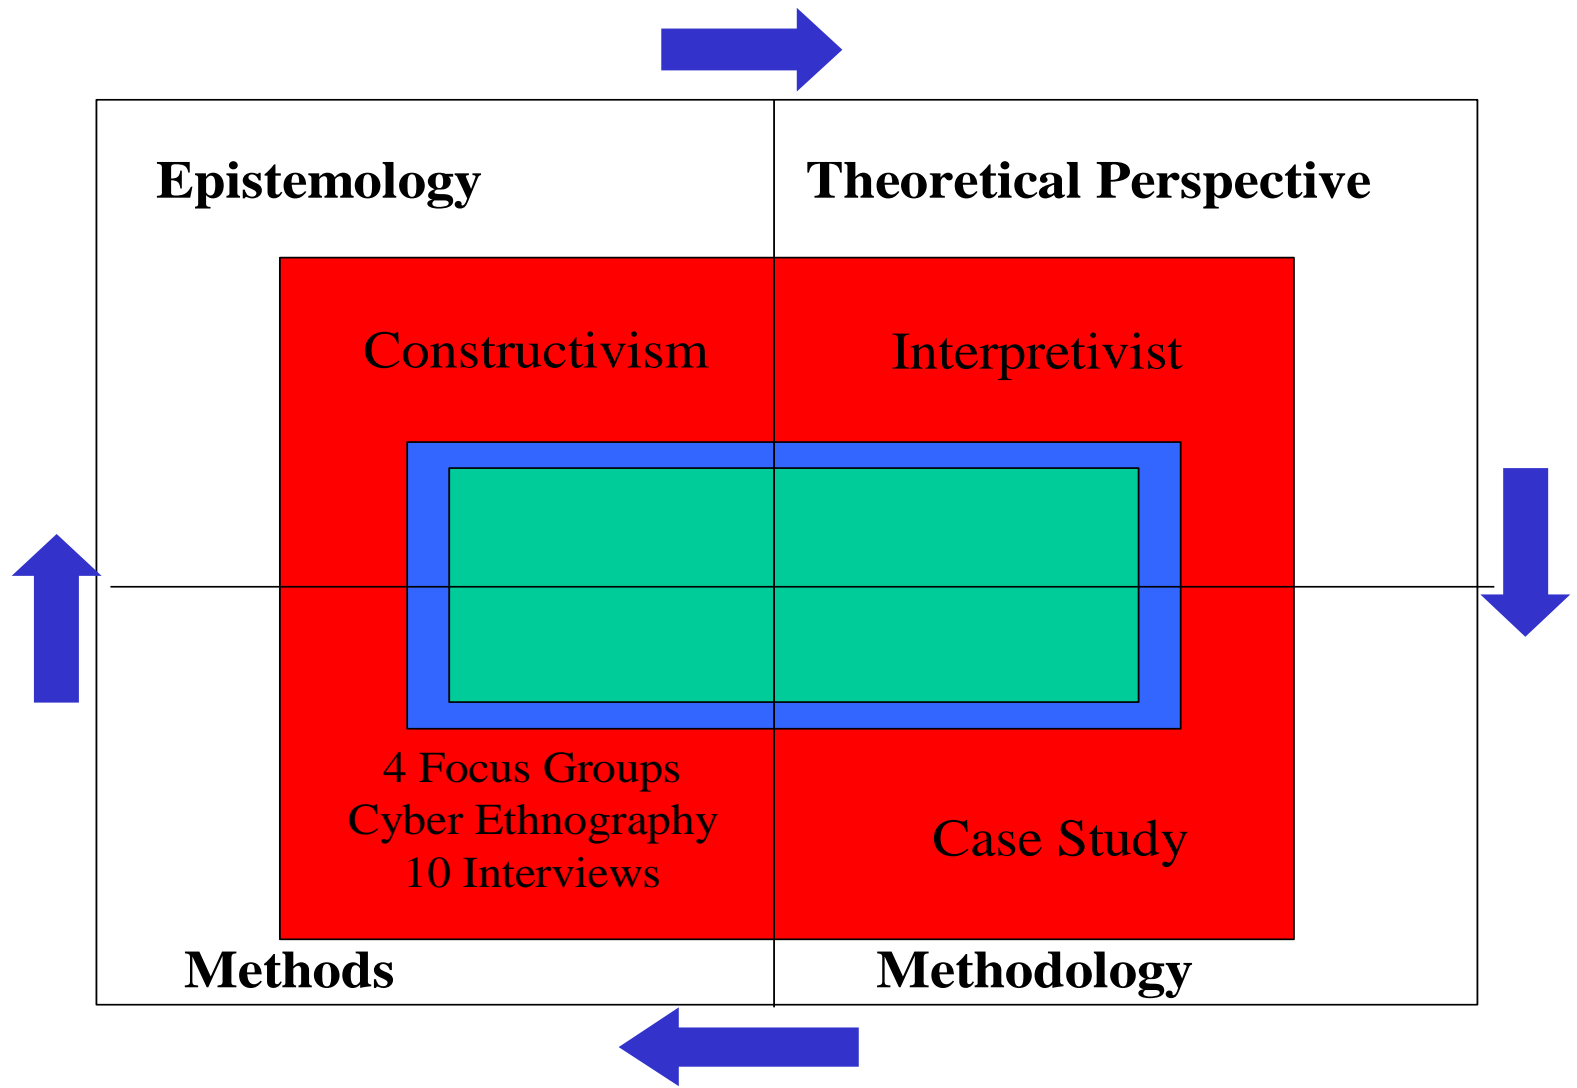 Epistemology
Theoretical Perspective
Constructivism
Interpretivist
4 Focus Groups
Cyber Ethnography
10 Interviews
Case Study
Methods
Methodology